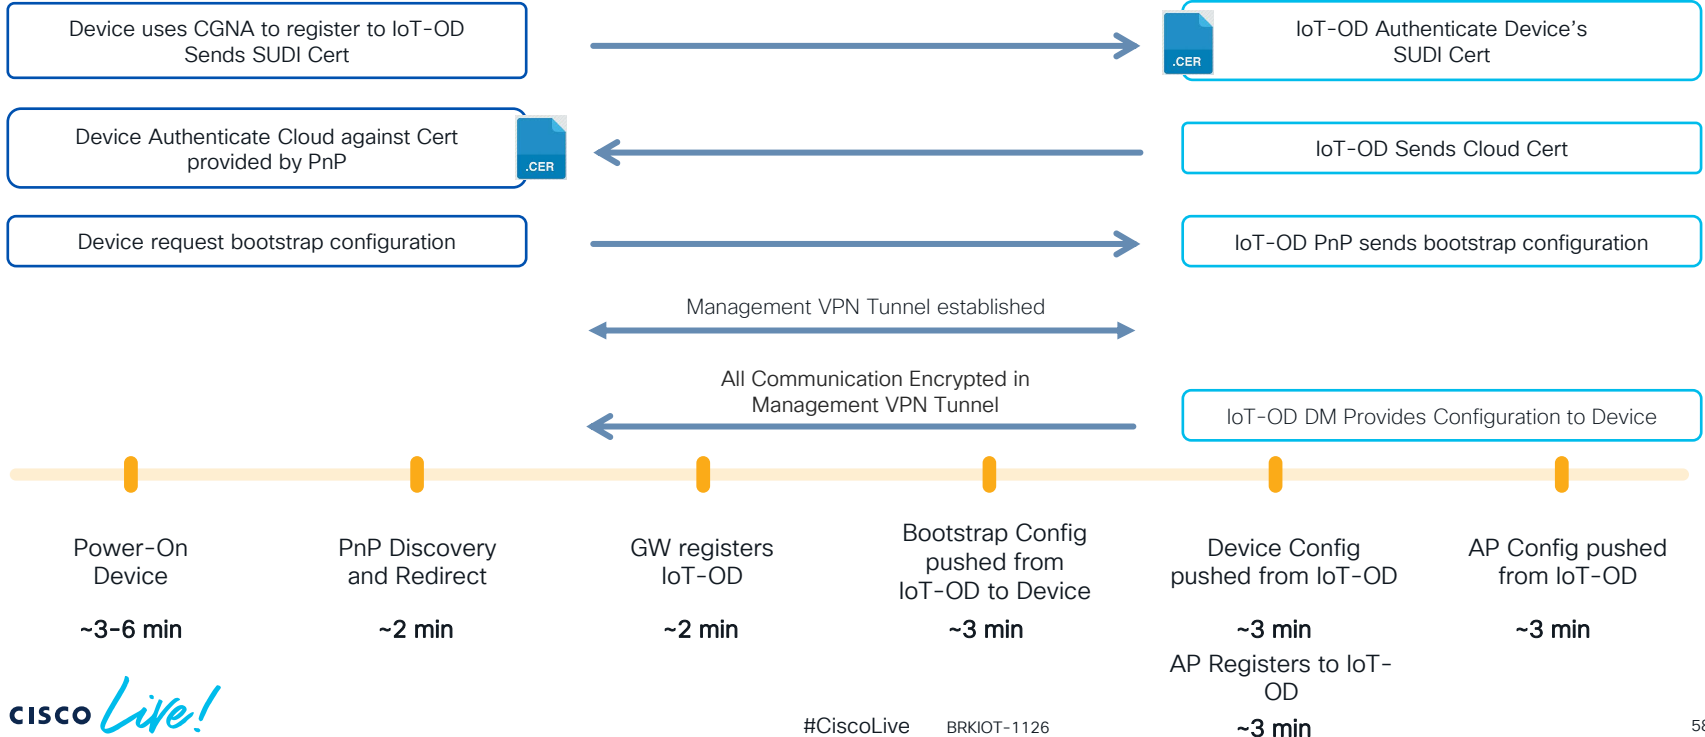 Device uses CGNA to register to IoT-OD
Sends SUDI Cert
.CER
IoT-OD Authenticate Device's
SUDI Cert
Device Authenticate Cloud against Cert
provided by PnP
.CER
IoT-OD Sends Cloud Cert
Device request bootstrap configuration
IoT-OD PnP sends bootstrap configuration
Management VPN Tunnel established
All Communication Encrypted in
Management VPN Tunnel
IoT-OD DM Provides Configuration to Device
Power-On
Device
~3-6 min
PnP Discovery
and Redirect
~2 min
GW registers
IoT-OD
~2 min
Bootstrap Config
pushed from
IoT-OD to Device
~3 min
Device Config
pushed from IoT-OD
~3 min
AP Registers to IoT-
OD
~3 min
AP Config pushed
from IoT-OD
~3 min
CISCO Live!
#CiscoLive
BRKIOT-1126
58